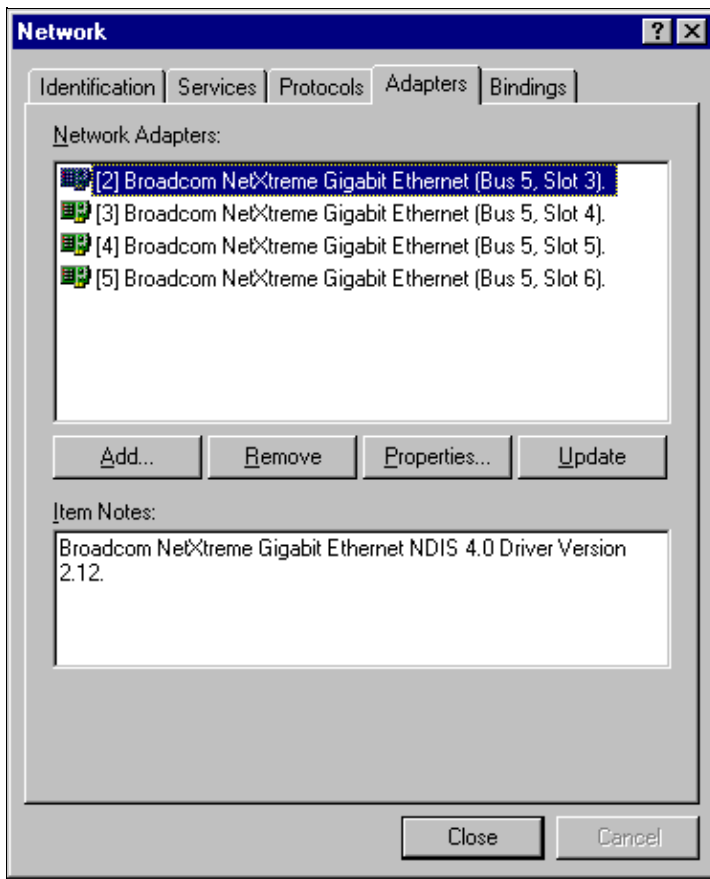 Network
Identification Services Protocols Adapters Bindings
Network Adapters:
[2] Broadcom NetXtreme Gigabit Ethernet (Bus 5, Slot 3).
[3] Broadcom NetXtreme Gigabit Ethernet (Bus 5, Slot 4).
[4] Broadcom NetXtreme Gigabit Ethernet (Bus 5, Slot 5).
[5] Broadcom NetXtreme Gigabit Ethernet (Bus 5, Slot 6).
Add... Remove Properties... Update
Item Notes:
Broadcom NetXtreme Gigabit Ethernet NDIS 4.0 Driver Version
2.12.
Close Cancel